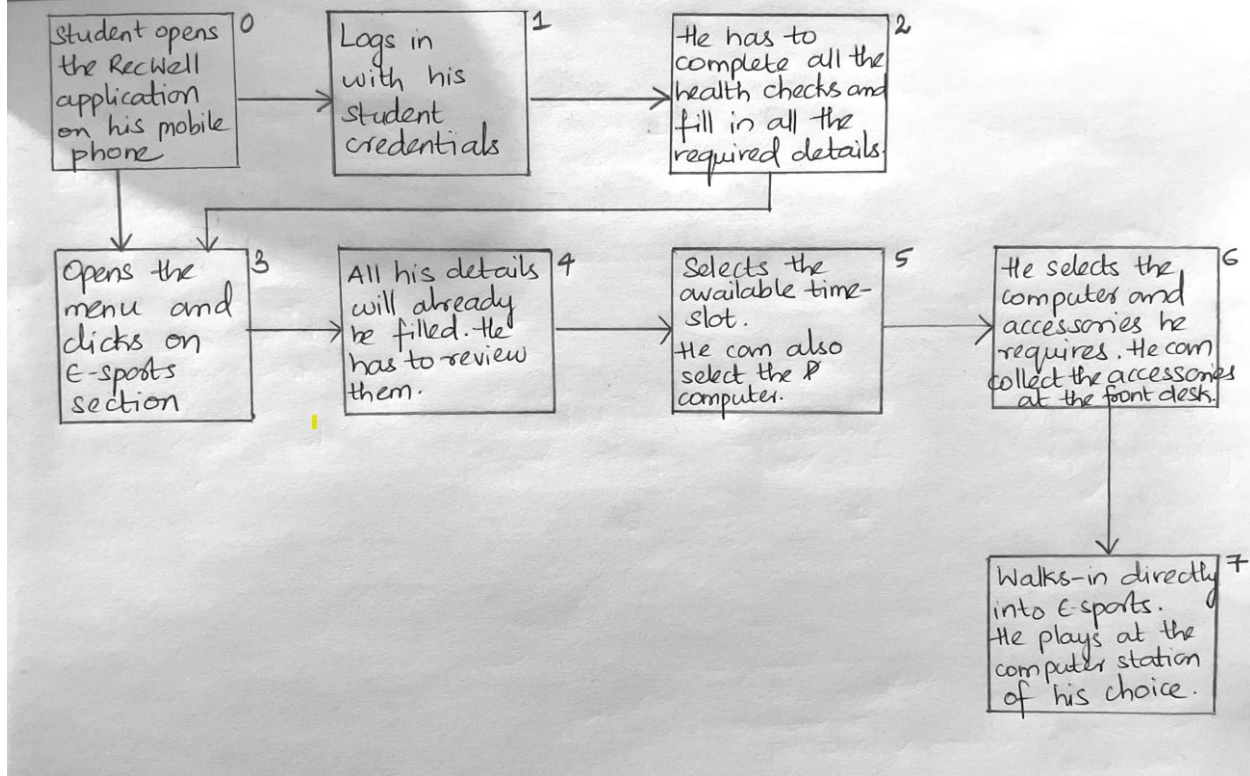 Student opens
the RecWell
application
on his mobile
phone
0
Logs in
with his
student
credentials
1
He has to
complete all the
health checks and
fill in all the
required details.
2
Opens the
menu and
clicks on
E-sports
section
3
All his details
will already
be filled. He
has to review
them.
4
Selects the
available time-
slot.
He can also
select the
computer.
5
He selects the
computer and
accessories he
requires. He can
collect the accessories
at the front desk.
6
Walks-in directly
into E-sports.
He plays at the
computer station
of his choice.
7